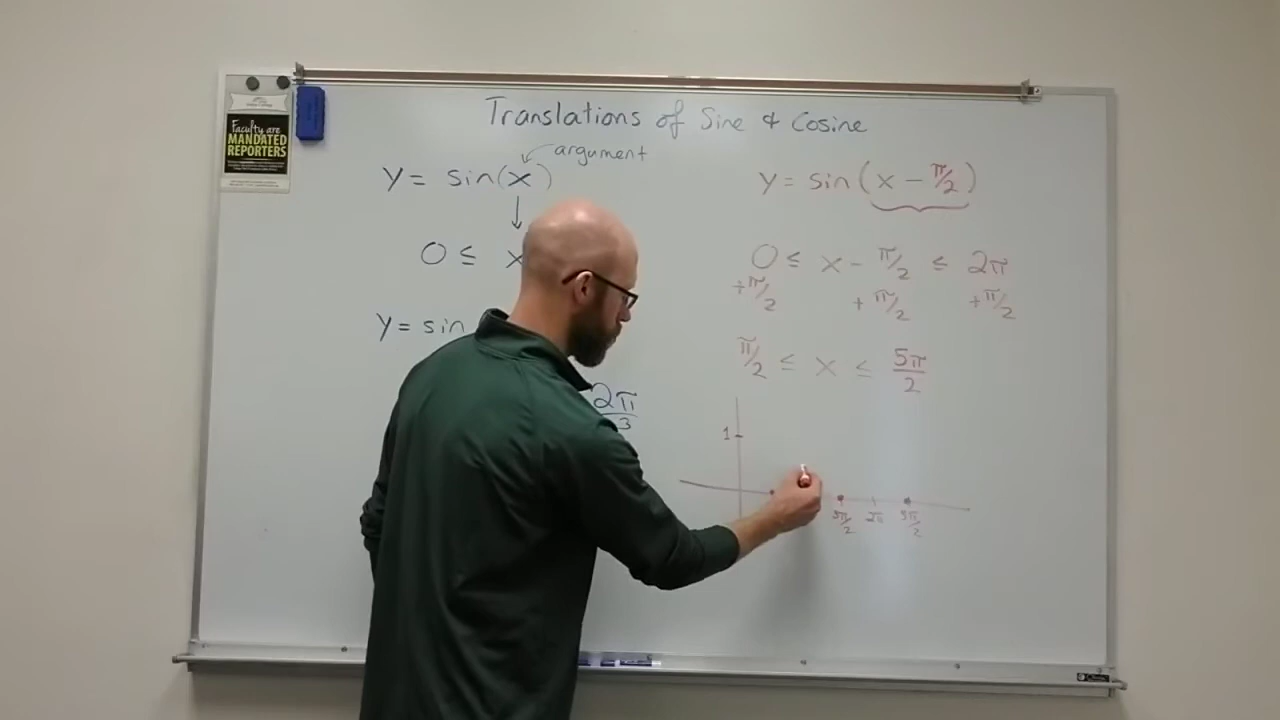 Translations of Sine & Cosine
argument
y = sin(x)
0 ≤ x
y = sin
2π
3
Faculty are
MANDATED
REPORTERS
y = sin(x - π/2)
0 ≤ x - π/2 ≤ 2π
+π/2 +π/2 +π/2
π/2 ≤ x ≤ 5π/2
1
3π/2 2π 5π/2